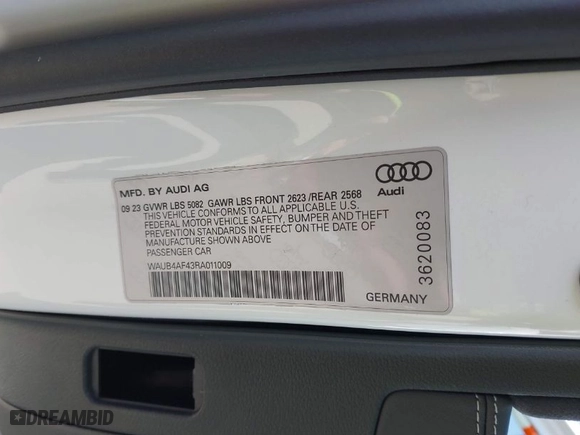 MFD. BY AUDI AG
Audi
09 23 GVWR LBS 5082 GAWR LBS FRONT 2623 /REAR 2568
THIS VEHICLE CONFORMS TO ALL APPLICABLE U.S.
FEDERAL MOTOR VEHICLE SAFETY, BUMPER AND THEFT
PREVENTION STANDARDS IN EFFECT ON THE DATE OF
MANUFACTURE SHOWN ABOVE
PASSENGER CAR
WAUB4AF43RA011009
3620083
GERMANY
DREAMBID